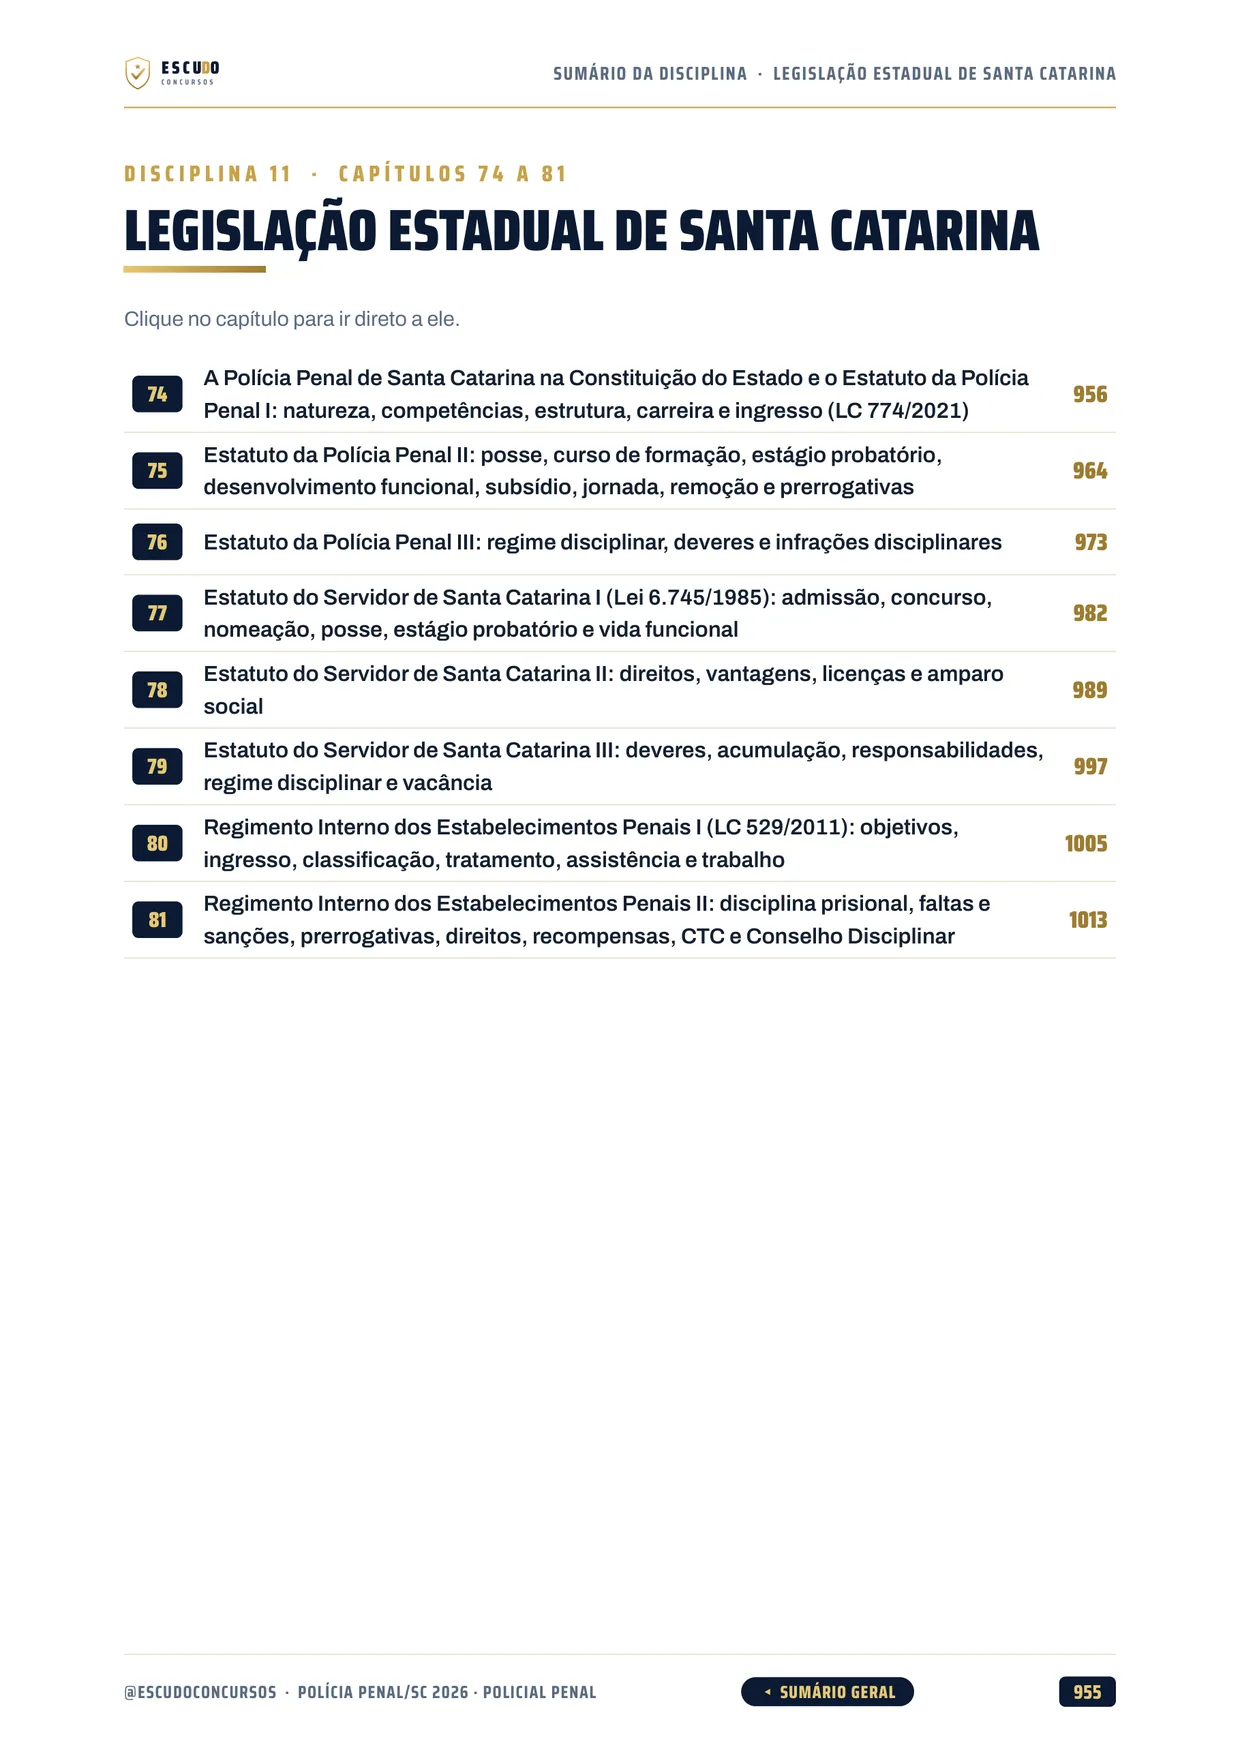 ESCUDO
CONCURSOS
SUMÁRIO DA DISCIPLINA · LEGISLAÇÃO ESTADUAL DE SANTA CATARINA
DISCIPLINA 11 · CAPÍTULOS 74 A 81
LEGISLAÇÃO ESTADUAL DE SANTA CATARINA
Clique no capítulo para ir direto a ele.
74
A Polícia Penal de Santa Catarina na Constituição do Estado e o Estatuto da Polícia
Penal I: natureza, competências, estrutura, carreira e ingresso (LC 774/2021)
956
75
Estatuto da Polícia Penal II: posse, curso de formação, estágio probatório,
desenvolvimento funcional, subsídio, jornada, remoção e prerrogativas
964
76
Estatuto da Polícia Penal III: regime disciplinar, deveres e infrações disciplinares
973
77
Estatuto do Servidor de Santa Catarina I (Lei 6.745/1985): admissão, concurso,
nomeação, posse, estágio probatório e vida funcional
982
78
Estatuto do Servidor de Santa Catarina II: direitos, vantagens, licenças e amparo
social
989
79
Estatuto do Servidor de Santa Catarina III: deveres, acumulação, responsabilidades,
regime disciplinar e vacância
997
80
Regimento Interno dos Estabelecimentos Penais I (LC 529/2011): objetivos,
ingresso, classificação, tratamento, assistência e trabalho
1005
81
Regimento Interno dos Estabelecimentos Penais II: disciplina prisional, faltas e
sanções, prerrogativas, direitos, recompensas, CTC e Conselho Disciplinar
1013
@ESCUDOCONCURSOS · POLÍCIA PENAL/SC 2026 · POLICIAL PENAL
◂ SUMÁRIO GERAL
955